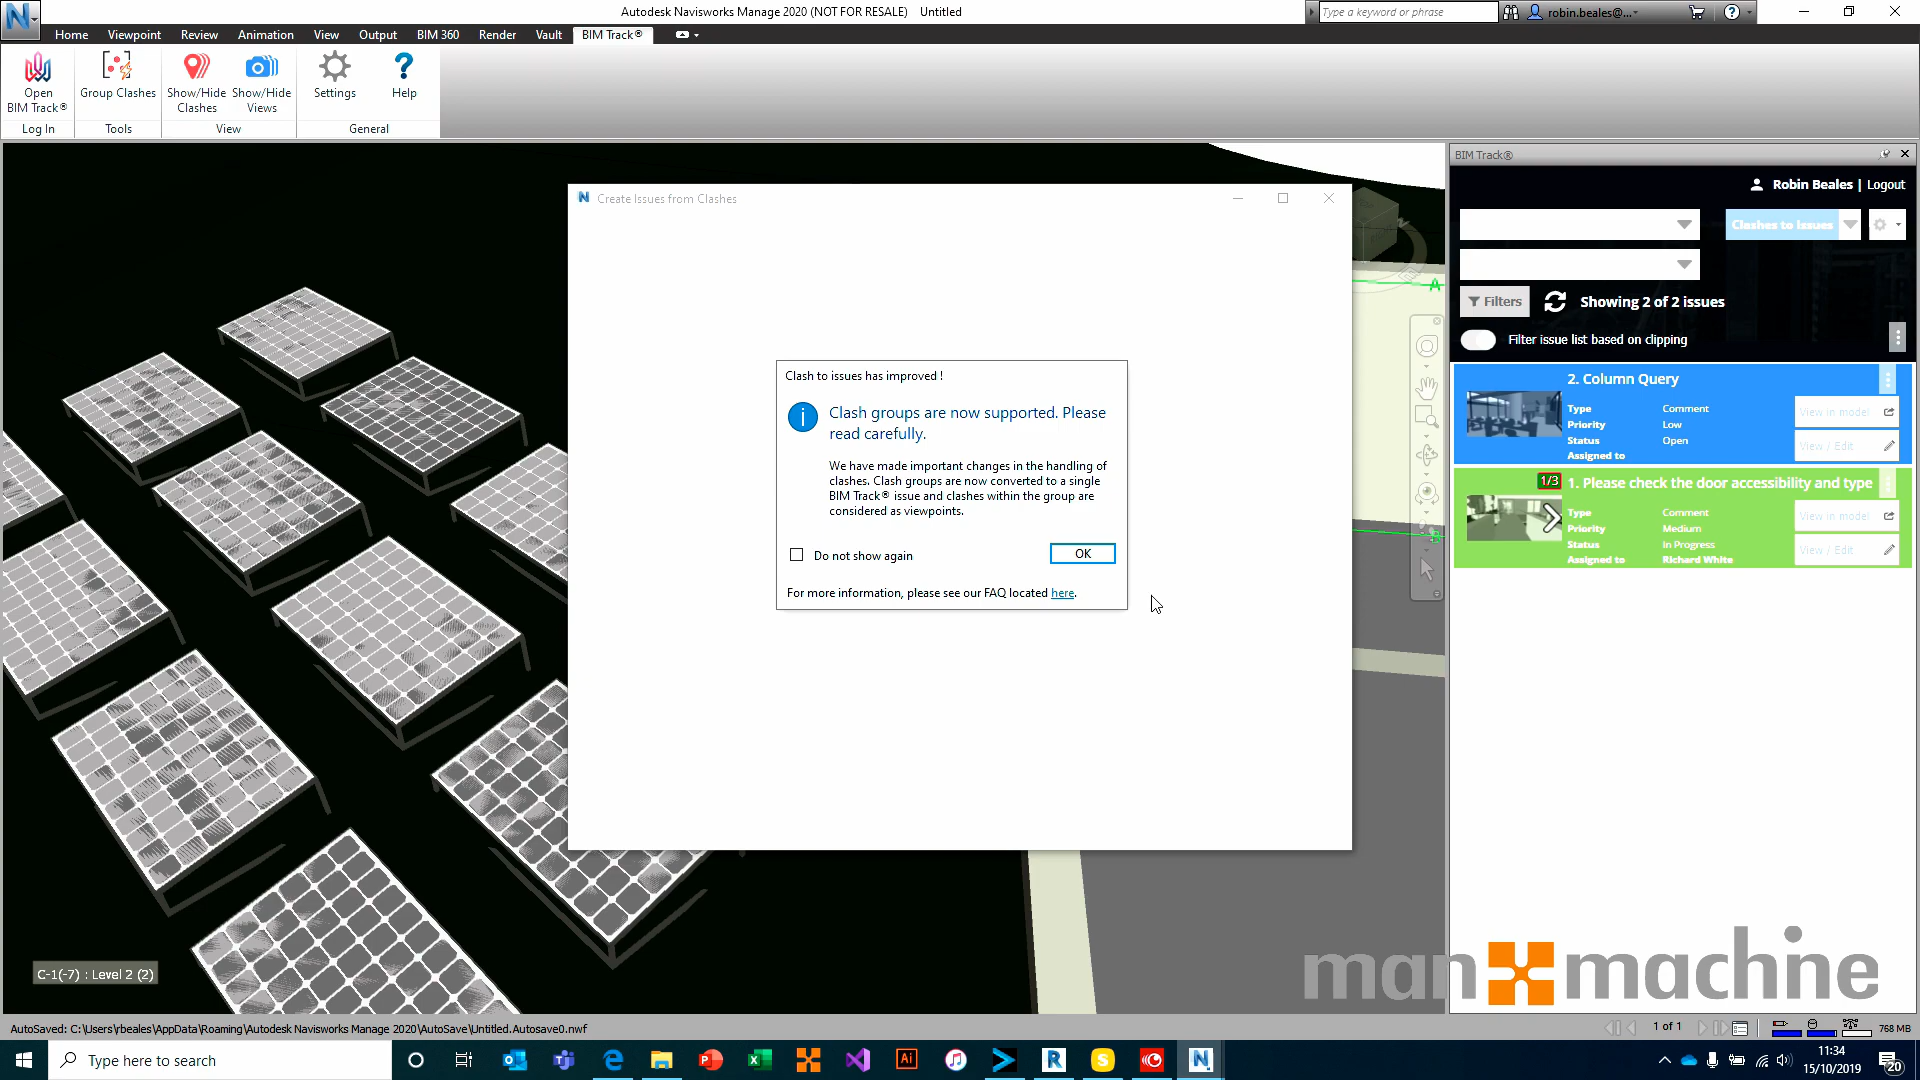 Autodesk Navisworks Manage 2020 (NOT FOR RESALE) Untitled
Type a keyword or phrase
robin.beales@...
Home Viewpoint Review Animation View Output BIM 360 Render Vault BIM Track®
Open BIM Track®
Group Clashes
Show/Hide Clashes
Show/Hide Views
Settings
Help
Log In Tools View General
BIM Track®
Robin Beales | Logout
Clashes to Issues
Filters
Showing 2 of 2 issues
Filter issue list based on clipping
2. Column Query
Type Comment
Priority Low
Status Open
Assigned to
View in model
View / Edit
1/3
1. Please check the door accessibility and type
Type Comment
Priority Medium
Status In Progress
Assigned to Richard White
View in model
View / Edit
Create Issues from Clashes
Clash to issues has improved !
Clash groups are now supported. Please
read carefully.
We have made important changes in the handling of
clashes. Clash groups are now converted to a single
BIM Track® issue and clashes within the group are
considered as viewpoints.
Do not show again
OK
For more information, please see our FAQ located here.
A
C-1(-7) : Level 2 (2)
man machine
AutoSaved: C:\Users\rbeales\AppData\Roaming\Autodesk Navisworks Manage 2020\AutoSave\Untitled.Autosave0.nwf
1 of 1
768 MB
Type here to search
11:34
15/10/2019
20